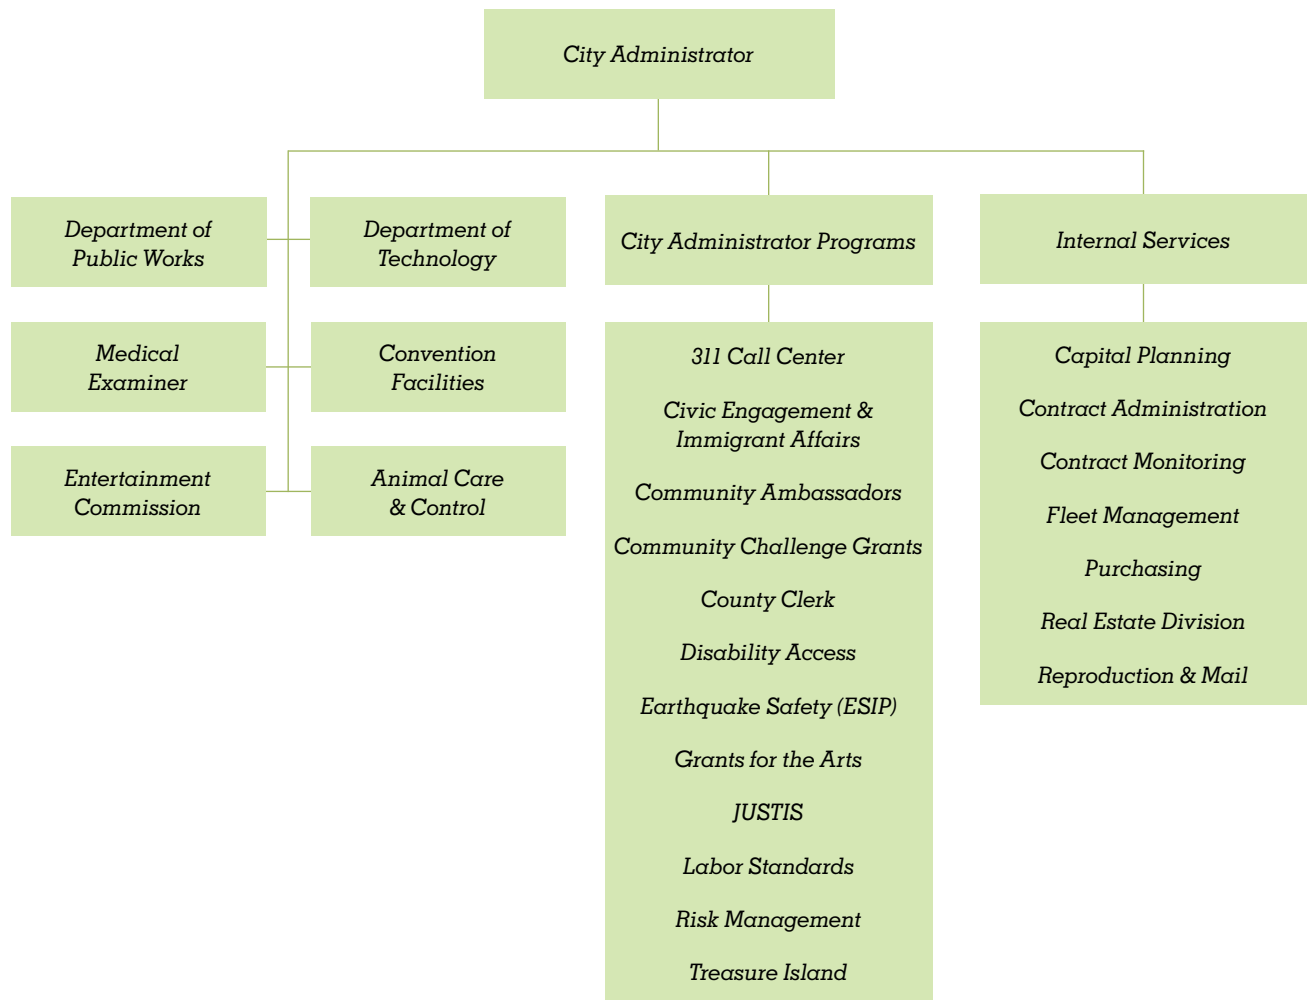 City Administrator
Department of
Public Works
Department of
Technology
City Administrator Programs
Internal Services
Medical
Examiner
Convention
Facilities
Entertainment
Commission
Animal Care
& Control
311 Call Center
Civic Engagement &
Immigrant Affairs
Community Ambassadors
Community Challenge Grants
County Clerk
Disability Access
Earthquake Safety (ESIP)
Grants for the Arts
JUSTIS
Labor Standards
Risk Management
Treasure Island
Capital Planning
Contract Administration
Contract Monitoring
Fleet Management
Purchasing
Real Estate Division
Reproduction & Mail